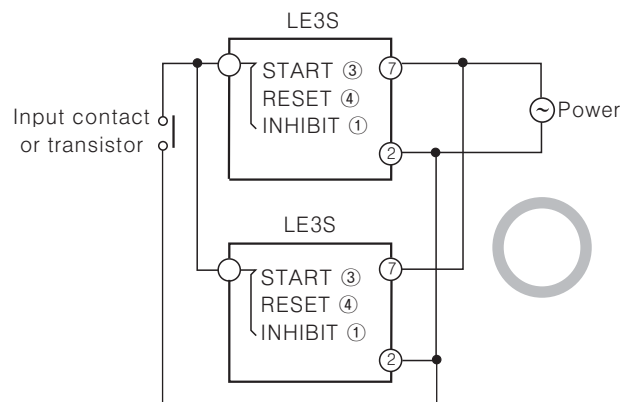 LE3S
START ③
RESET ④
INHIBIT ①
7
2
Input contact
or transistor
~
Power
LE3S
START ③
RESET ④
INHIBIT ①
7
2